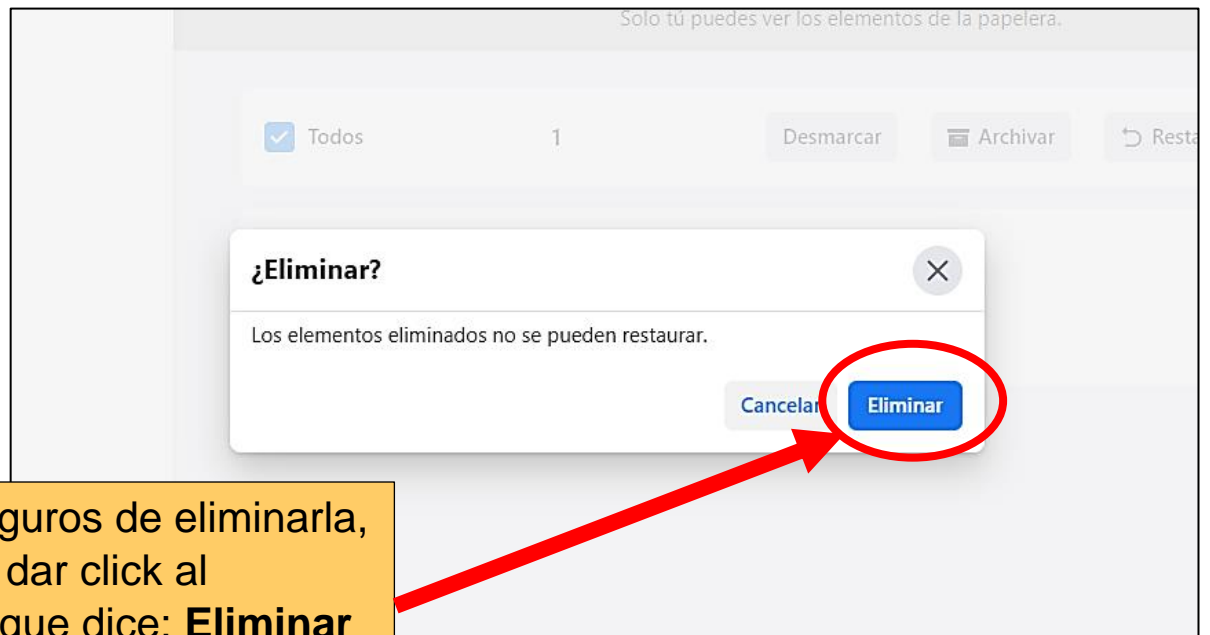 Solo tú puedes ver los elementos de la papelera.
Todos 1 Desmarcar Archivar Resta
¿Eliminar?
Los elementos eliminados no se pueden restaurar.
Cancelar Eliminar
guros de eliminarla,
dar click al
que dice: Eliminar